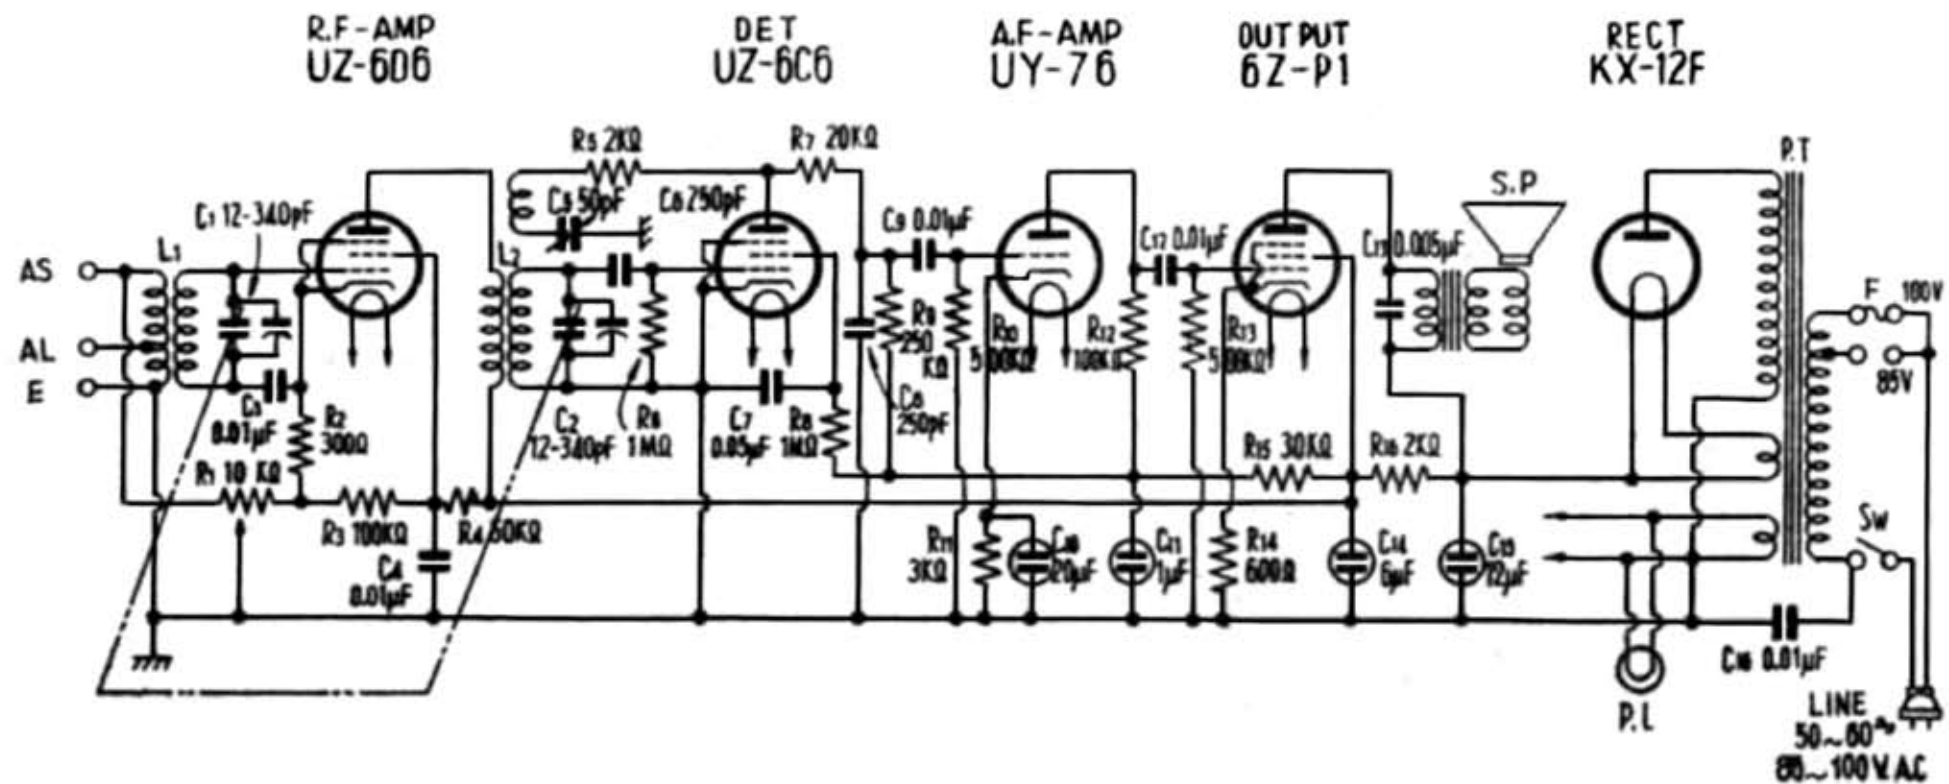 R.F-AMP
UZ-6D6
DET
UZ-6C6
A.F-AMP
UY-76
OUTPUT
6Z-P1
RECT
KX-12F
R5 2KΩ
R7 20KΩ
P.T
C1 12-340pF
C5 50pF
C6 250pF
C9 0.01μF
C12 0.01μF
C13 0.005μF
S.P
L1
L2
AS
AL
E
F
100V
85V
C3
0.01μF
R2
300Ω
R1 10 KΩ
R3 100KΩ
R4 50KΩ
C4
0.01μF
C2
12-340pF
R6
1MΩ
C7
0.05μF
R8
1MΩ
R9
250
KΩ
C8
250pF
R10
500KΩ
R12
100KΩ
R13
500KΩ
R15 30KΩ
R16 2KΩ
R11
3KΩ
C10
20μF
C11
1μF
R14
600Ω
C14
6μF
C15
12μF
SW
C16 0.01μF
P.L
LINE
50~60~
85~100V.A.C